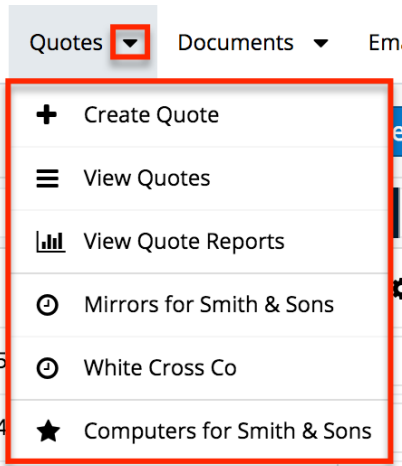 Quotes Documents Em
Create Quote
View Quotes
View Quote Reports
Mirrors for Smith & Sons
White Cross Co
Computers for Smith & Sons